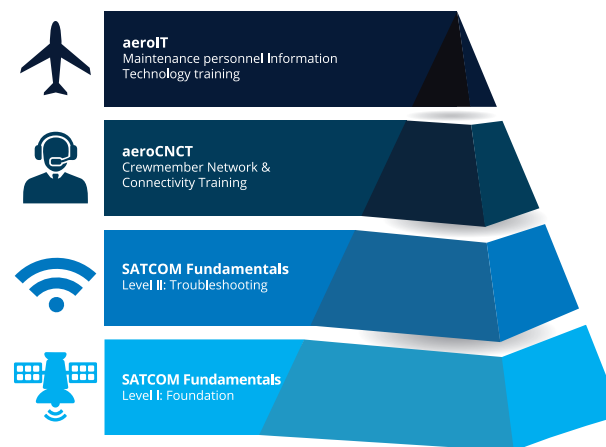 aeroIT
Maintenance personnel Information
Technology training
aeroCNCT
Crewmember Network &
Connectivity Training
SATCOM Fundamentals
Level II: Troubleshooting
SATCOM Fundamentals
Level I: Foundation